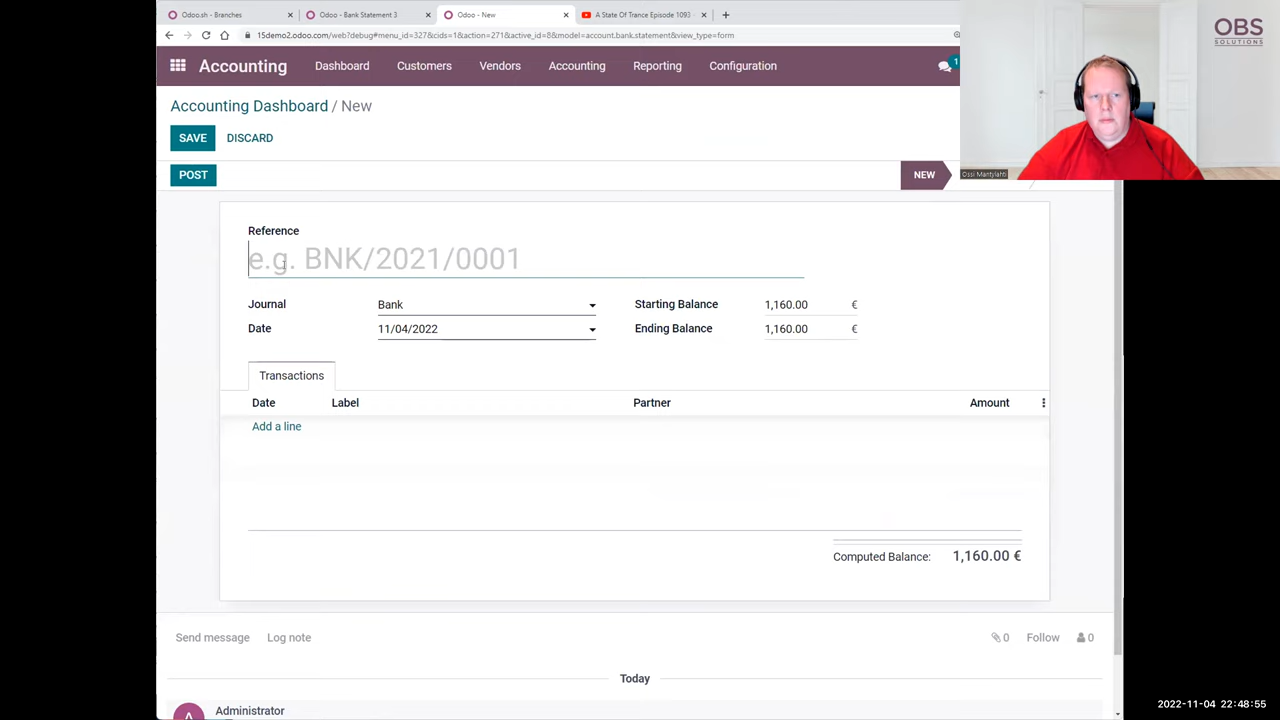 Odoo.sh - Branches
Odoo - Bank Statement 3
Odoo - New
A State Of Trance Episode 1093 -
15demo2.odoo.com/web?debug#menu_id=327&cids=1&action=271&active_id=8&model=account.bank.statement&view_type=form
OBS
SOLUTIONS
Accounting
Dashboard
Customers
Vendors
Accounting
Reporting
Configuration
1
Accounting Dashboard / New
SAVE
DISCARD
POST
NEW
Ossi Mantylahti
Reference
e.g. BNK/2021/0001
Journal
Bank
Starting Balance
1,160.00
€
Date
11/04/2022
Ending Balance
1,160.00
€
Transactions
Date
Label
Partner
Amount
Add a line
Computed Balance:
1,160.00 €
Send message
Log note
0
Follow
0
Today
A
Administrator
2022-11-04 22:48:55